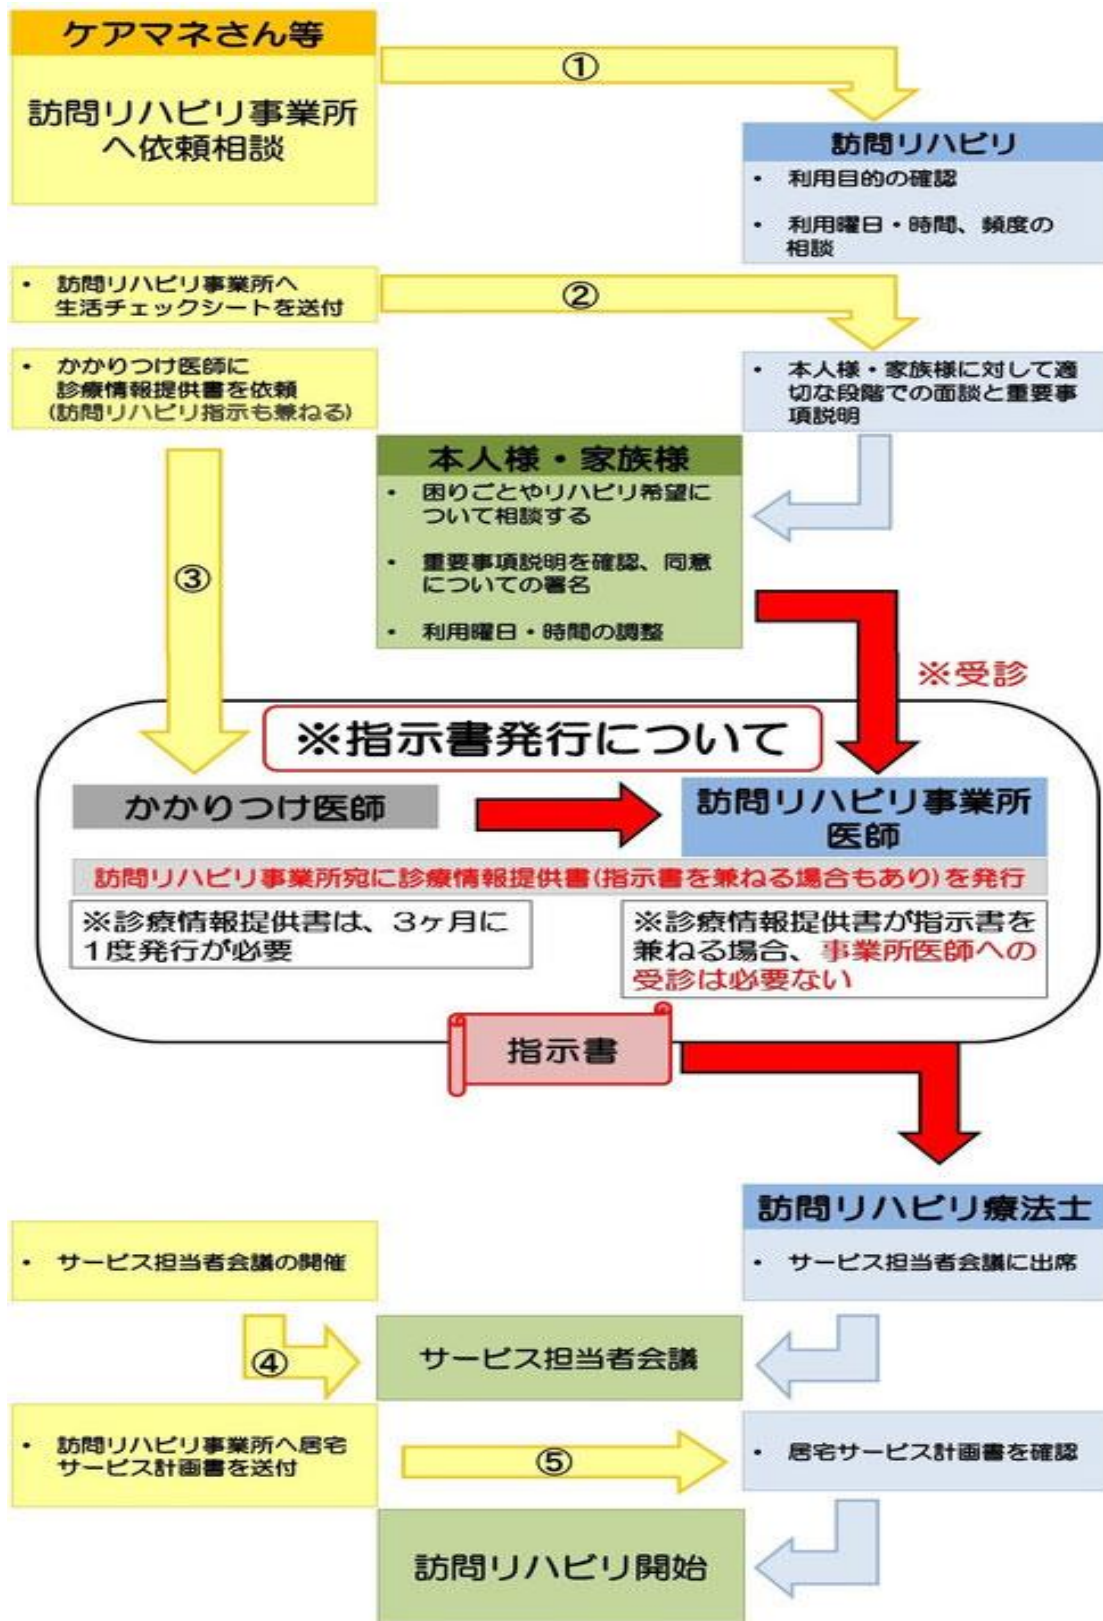 ケアマネさん等
訪問リハビリ事業所
へ依頼相談
①
訪問リハビリ
・ 利用目的の確認
・ 利用曜日・時間、頻度の
相談
・ 訪問リハビリ事業所へ
生活チェックシートを送付
②
・ かかりつけ医師に
診療情報提供書を依頼
(訪問リハビリ指示も兼ねる)
・ 本人様・家族様に対して適
切な段階での面談と重要事
項説明
本人様・家族様
・ 困りごとやリハビリ希望に
ついて相談する
・ 重要事項説明を確認、同意
についての署名
・ 利用曜日・時間の調整
③
※受診
※指示書発行について
かかりつけ医師
訪問リハビリ事業所
医師
訪問リハビリ事業所宛に診療情報提供書(指示書を兼ねる場合もあり)を発行
※診療情報提供書は、3ヶ月に
1度発行が必要
※診療情報提供書が指示書を
兼ねる場合、事業所医師への
受診は必要ない
指示書
訪問リハビリ療法士
・ サービス担当者会議の開催
・ サービス担当者会議に出席
④
サービス担当者会議
・ 訪問リハビリ事業所へ居宅
サービス計画書を送付
⑤
・ 居宅サービス計画書を確認
訪問リハビリ開始